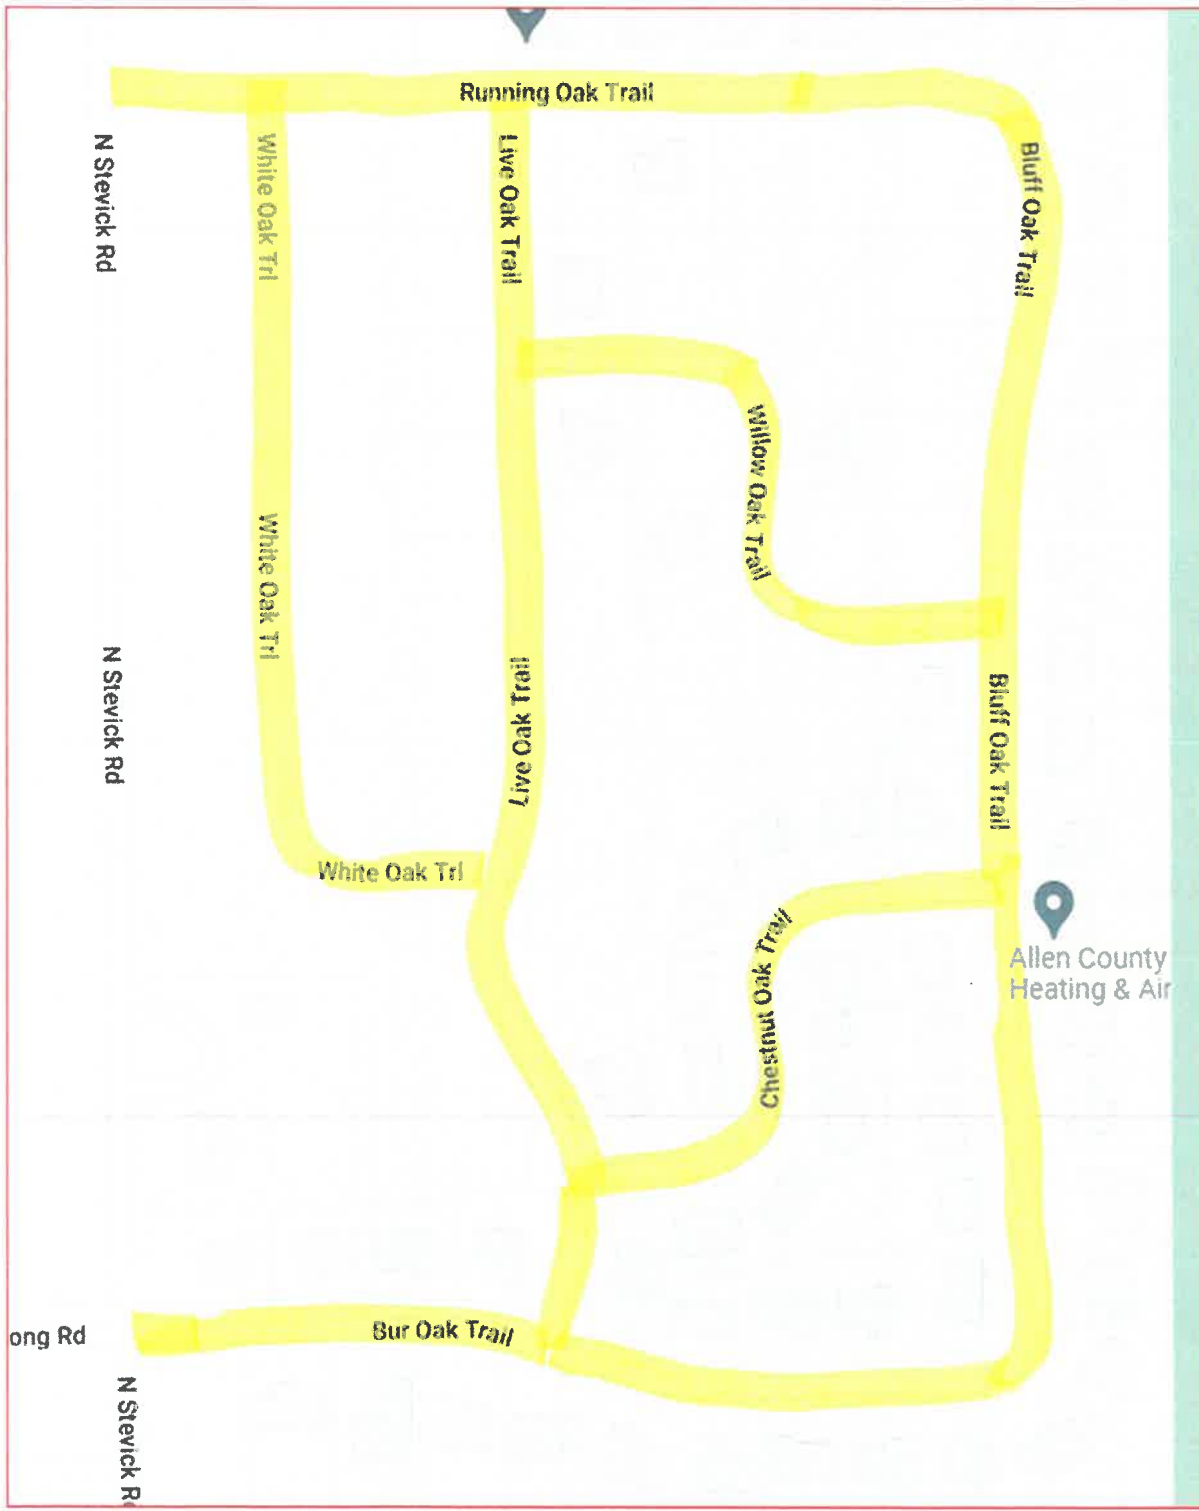 Running Oak Trail
N Stevick Rd
White Oak Trl
Live Oak Trail
Bluff Oak Trail
Willow Oak Trail
White Oak Trl
N Stevick Rd
Live Oak Trail
Bluff Oak Trail
White Oak Trl
Chestnut Oak Trail
Allen County
Heating & Air
ong Rd
Bur Oak Trail
N Stevick R